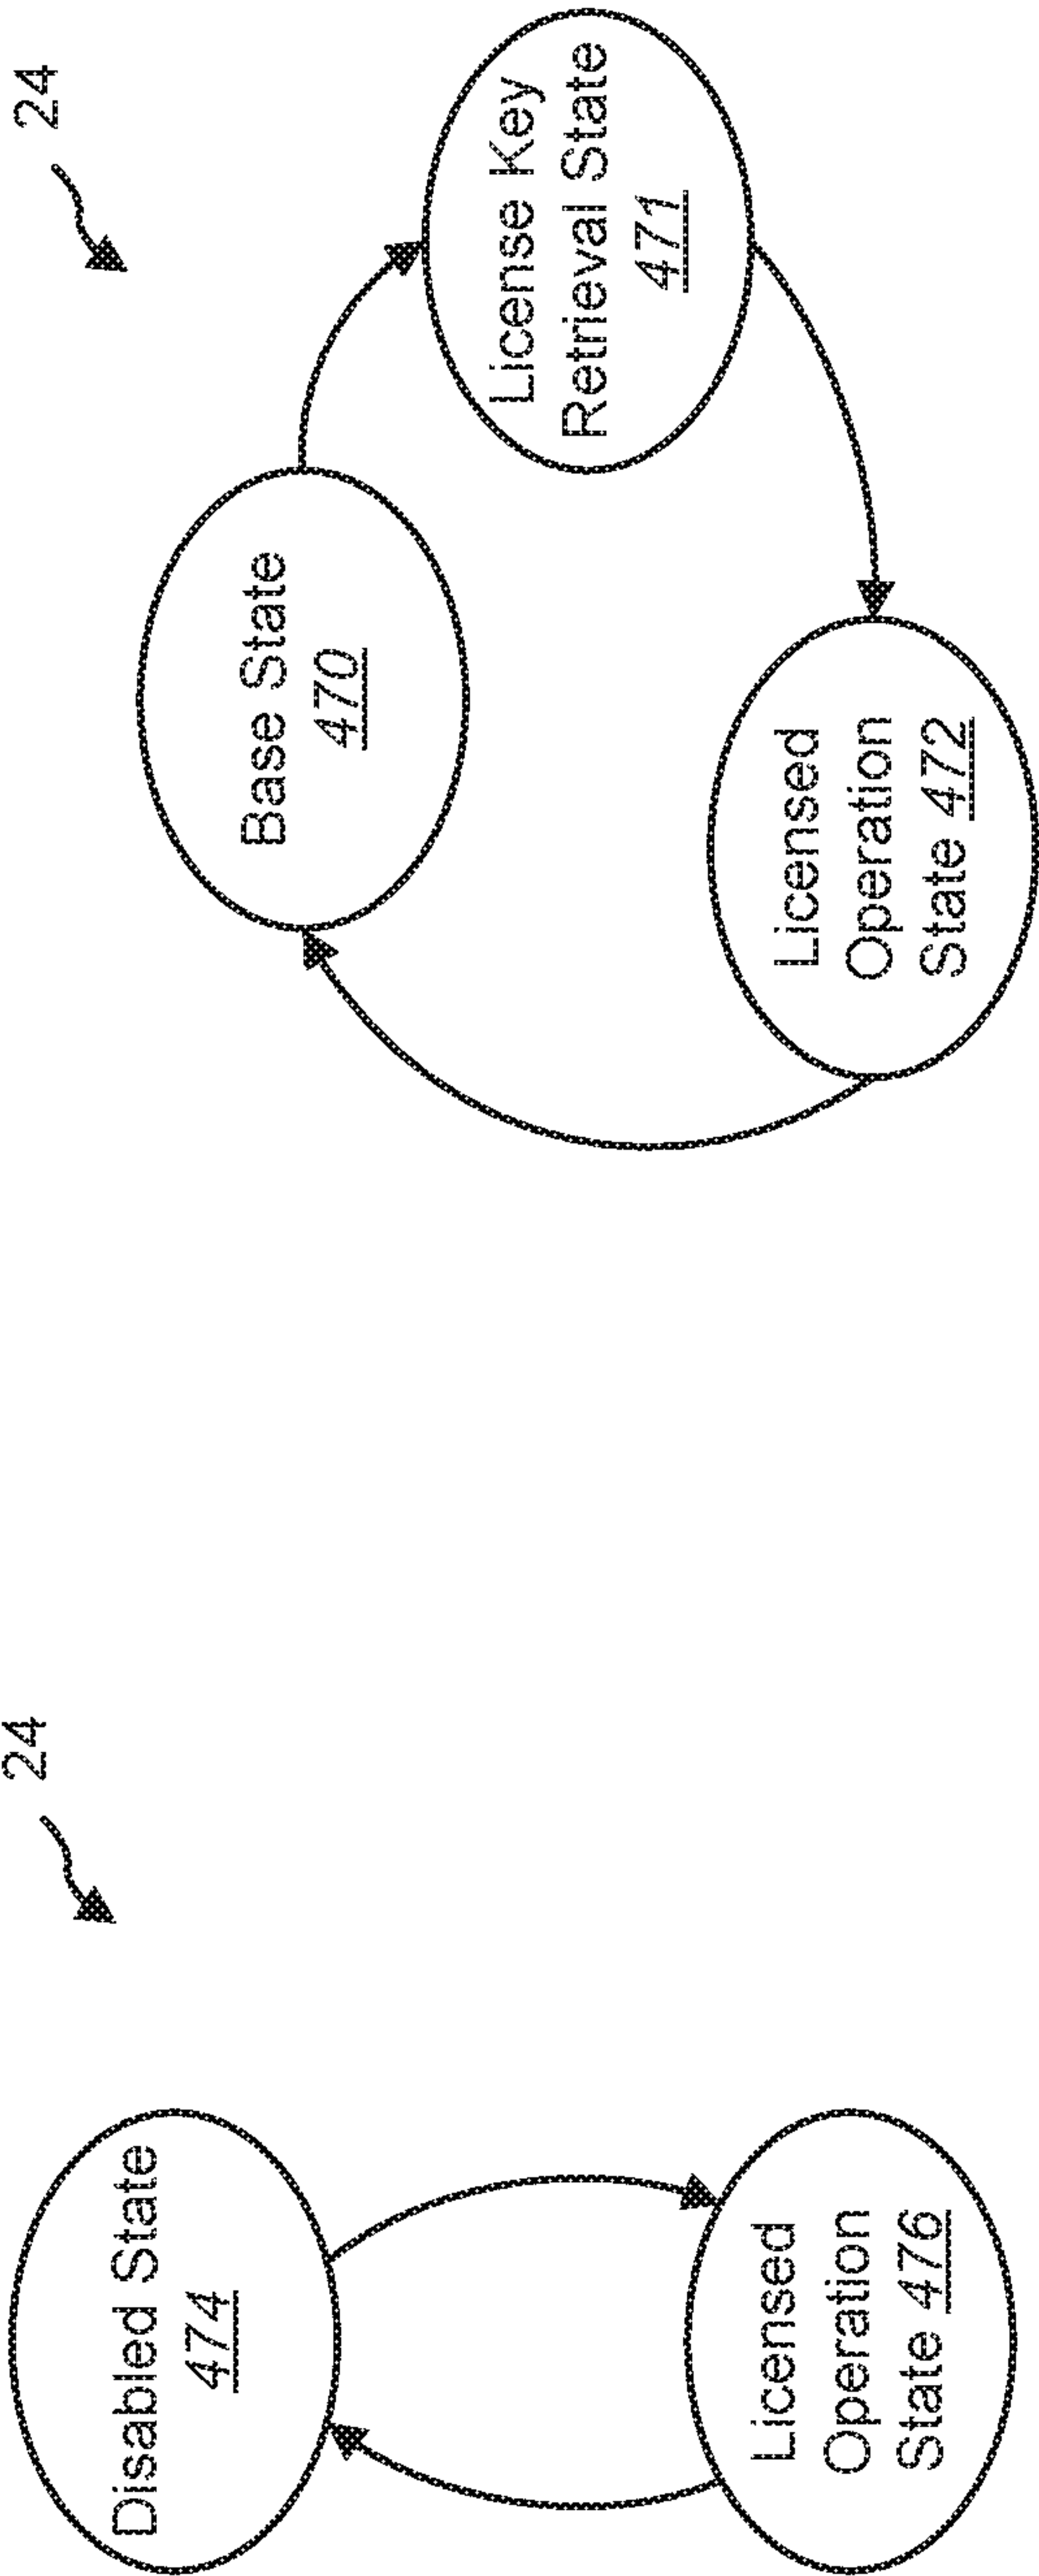 24
Disabled State
474
Licensed
Operation
State 476
24
Base State
470
License Key
Retrieval State
471
Licensed
Operation
State 472